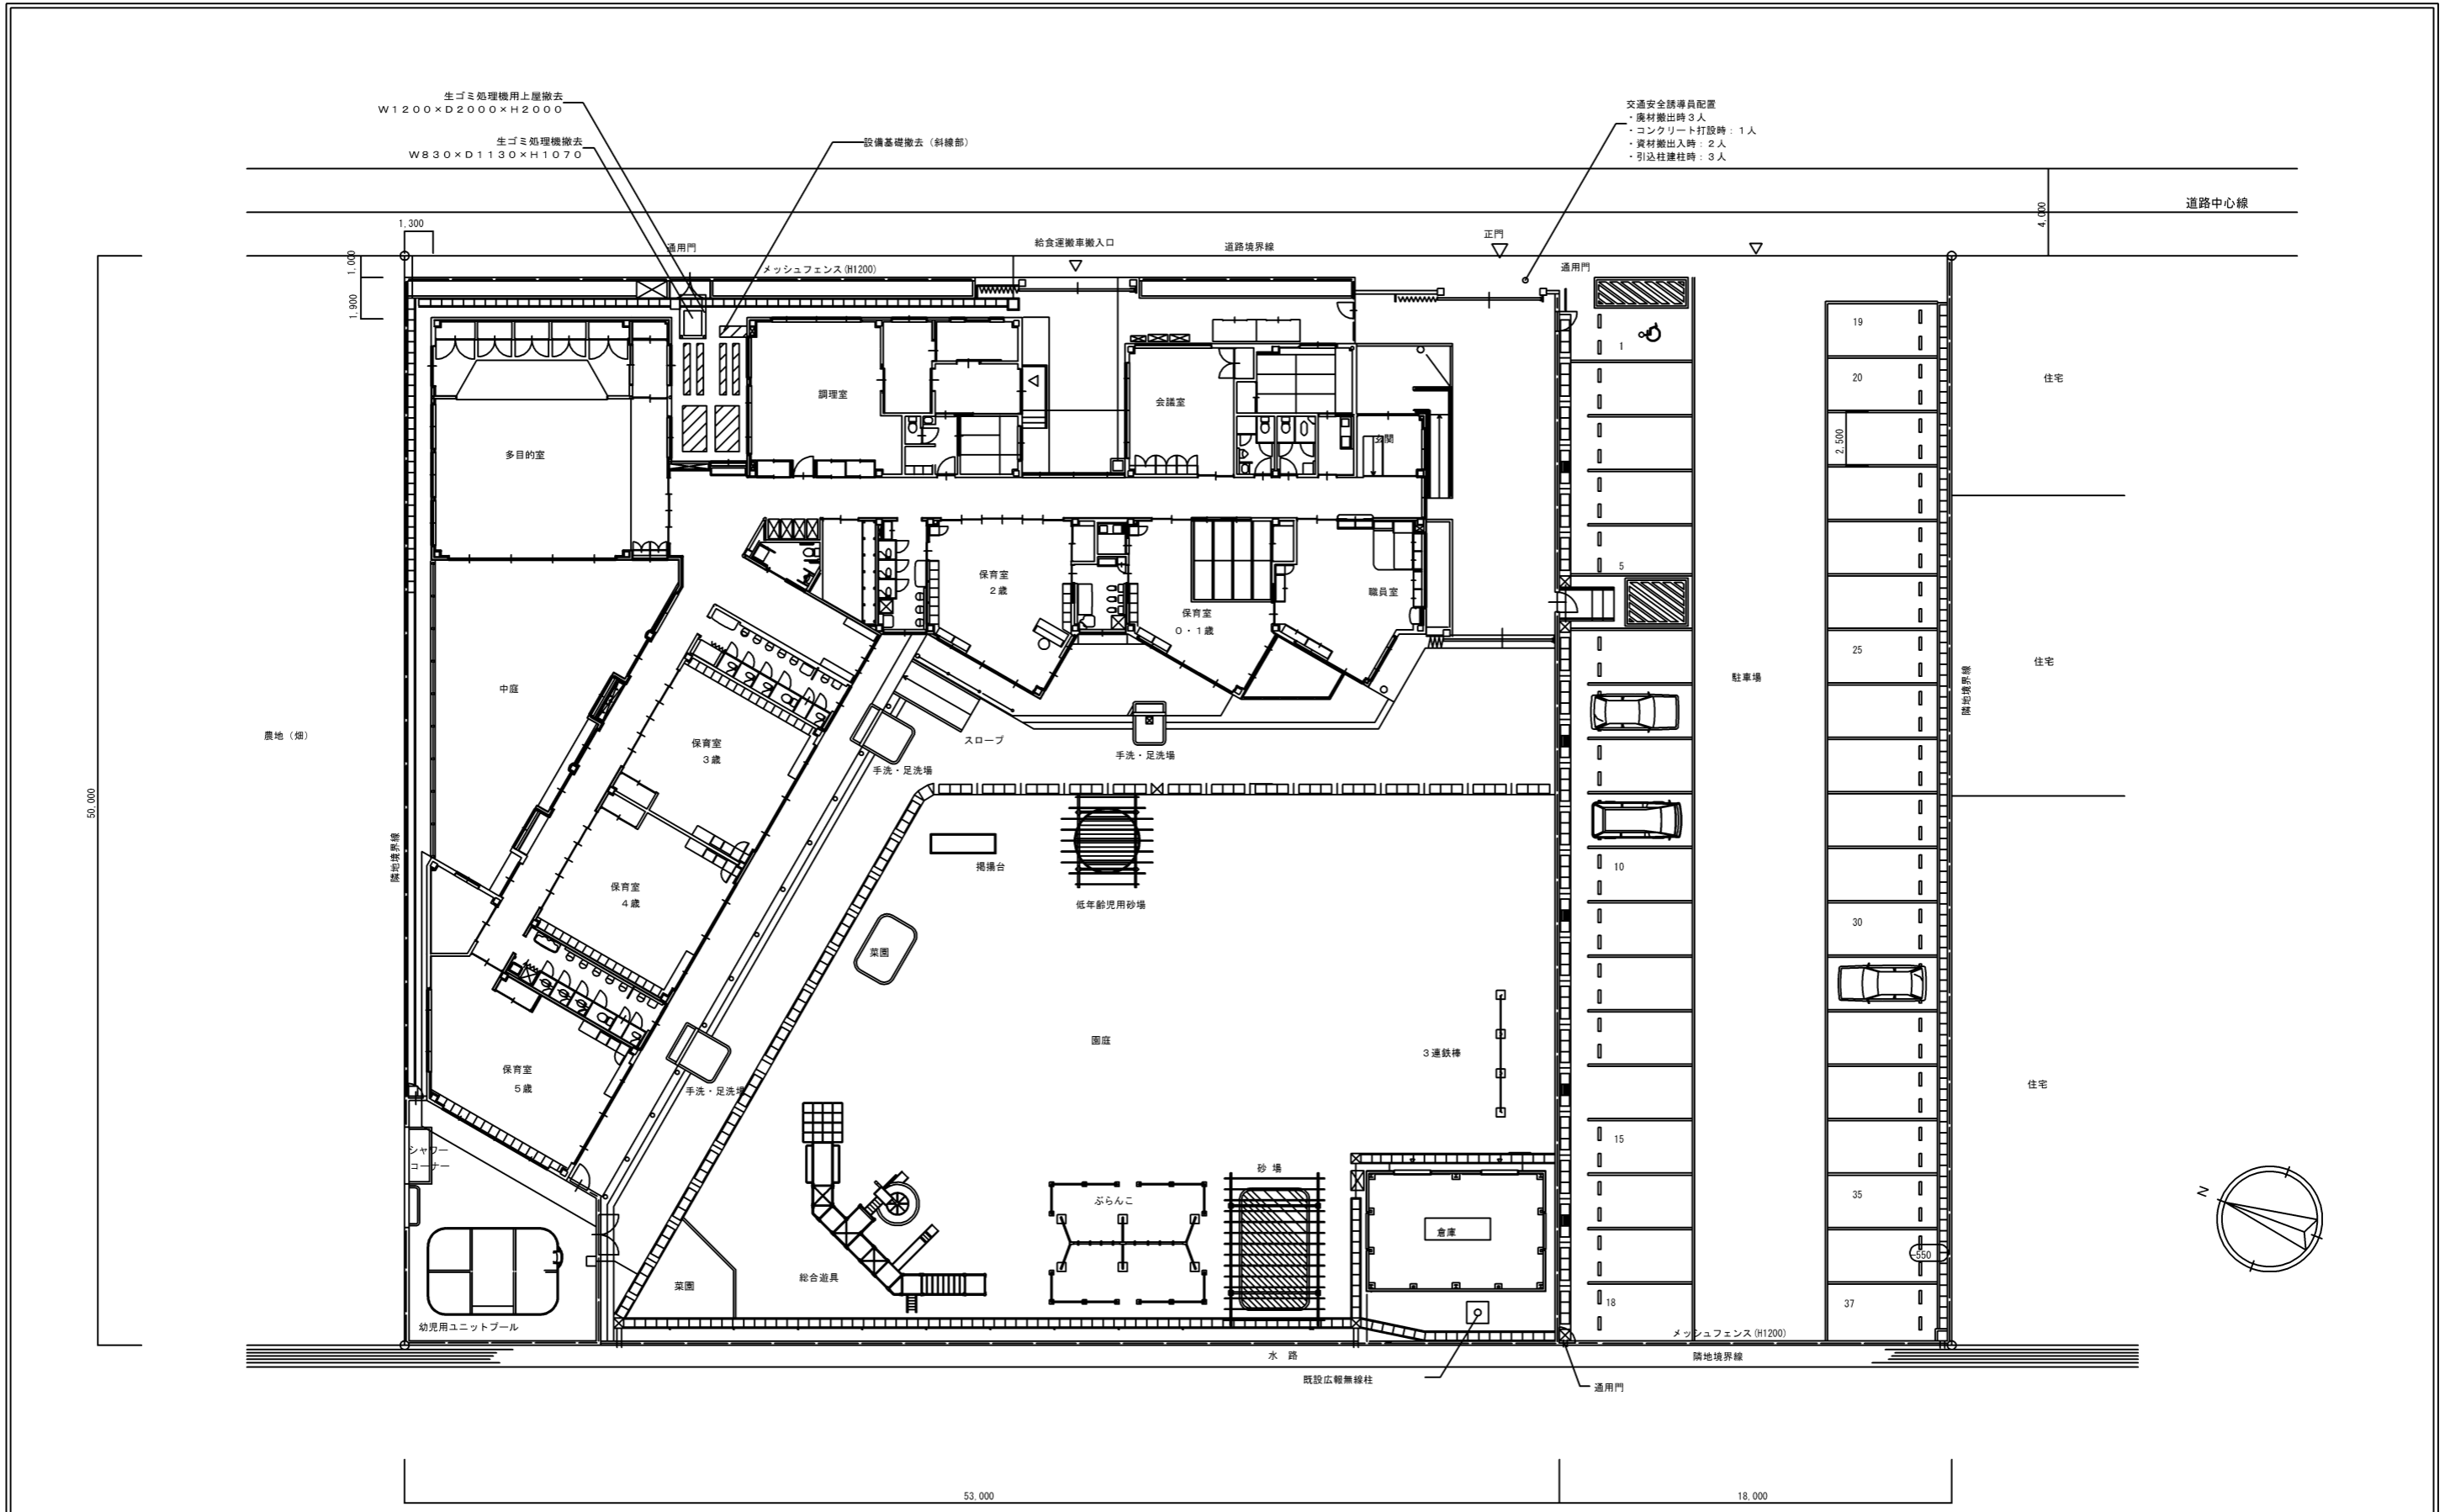 生ゴミ処理機用上屋撤去
W1200×D2000×H2000
生ゴミ処理機撤去
W830×D1130×H1070
設備基礎撤去（斜線部）
交通安全誘導員配置
・廃材搬出時３人
・コンクリート打設時：１人
・資材搬出入時：２人
・引込柱建柱時：３人
道路中心線
4,000
1,300
1,000
1,900
通用門
メッシュフェンス(H1200)
給食運搬車搬入口
道路境界線
正門
通用門
1
19
20
2,500
住宅
調理室
会議室
玄関
多目的室
保育室
２歳
保育室
０・１歳
職員室
5
25
駐車場
住宅
隣地境界線
中庭
農地（畑）
保育室
３歳
スロープ
手洗・足洗場
手洗・足洗場
50,000
隣地境界線
掲揚台
低年齢児用砂場
10
30
保育室
４歳
菜園
園庭
３連鉄棒
保育室
５歳
手洗・足洗場
住宅
シャワー
コーナー
15
35
砂 場
ぶらんこ
倉庫
-550
N
総合遊具
菜園
18
37
幼児用ユニットプール
メッシュフェンス(H1200)
水 路
隣地境界線
既設広報無線柱
通用門
53,000
18,000